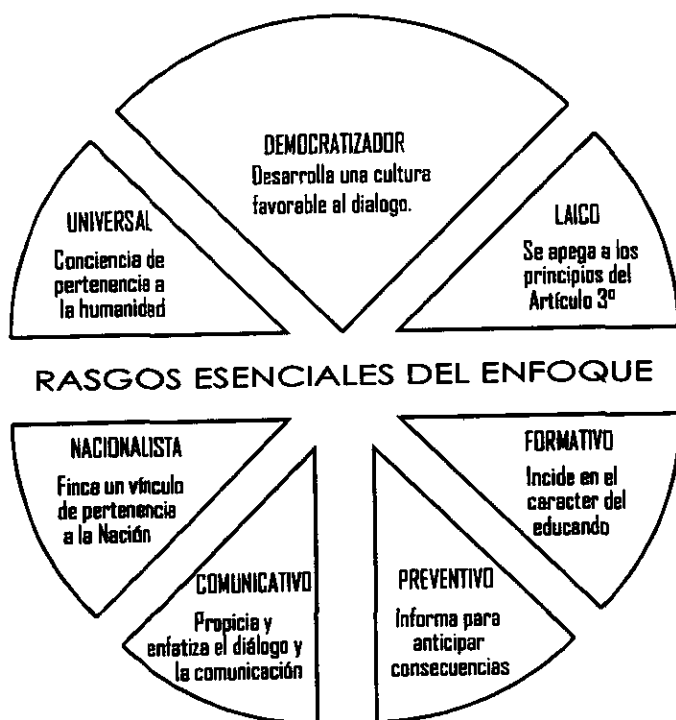 DEMOCRATIZADOR
Desarrolla una cultura
favorable al dialogo.
UNIVERSAL
Conciencia de
pertenencia a
la humanidad
LAICO
Se apega a los
principios del
Artículo 3º
RASGOS ESENCIALES DEL ENFOQUE
NACIONALISTA
Finca un vínculo
de pertenencia
a la Nación
FORMATIVO
Incide en el
caracter del
educando
COMUNICATIVO
Propicia y
enfatiza el diálogo y
la comunicación
PREVENTIVO
Informa para
anticipar
consecuencias